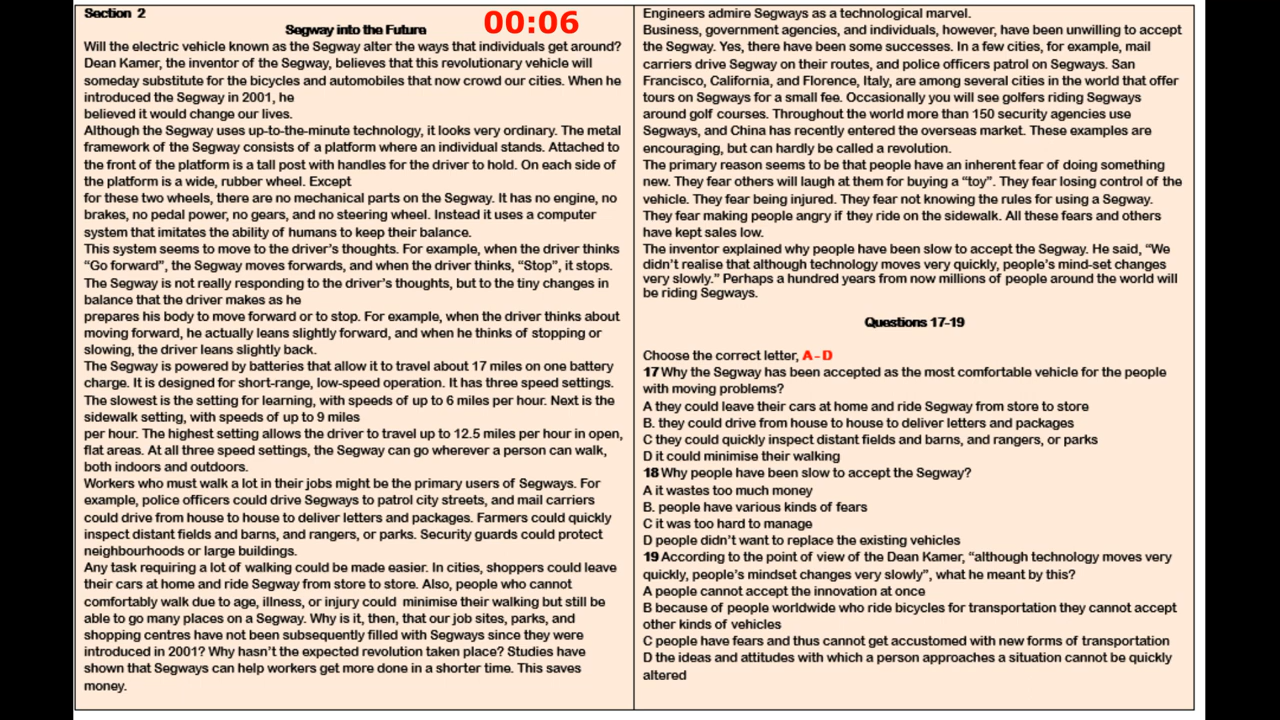 Section 2
Segway into the Future
00:06
Will the electric vehicle known as the Segway alter the ways that individuals get around?
Dean Kamer, the inventor of the Segway, believes that this revolutionary vehicle will
someday substitute for the bicycles and automobiles that now crowd our cities. When he
introduced the Segway in 2001, he
believed it would change our lives.
Although the Segway uses up-to-the-minute technology, it looks very ordinary. The metal
framework of the Segway consists of a platform where an individual stands. Attached to
the front of the platform is a tall post with handles for the driver to hold. On each side of
the platform is a wide, rubber wheel. Except
for these two wheels, there are no mechanical parts on the Segway. It has no engine, no
brakes, no pedal power, no gears, and no steering wheel. Instead it uses a computer
system that imitates the ability of humans to keep their balance.
This system seems to move to the driver's thoughts. For example, when the driver thinks
“Go forward”, the Segway moves forwards, and when the driver thinks, “Stop”, it stops.
The Segway is not really responding to the driver's thoughts, but to the tiny changes in
balance that the driver makes as he
prepares his body to move forward or to stop. For example, when the driver thinks about
moving forward, he actually leans slightly forward, and when he thinks of stopping or
slowing, the driver leans slightly back.
The Segway is powered by batteries that allow it to travel about 17 miles on one battery
charge. It is designed for short-range, low-speed operation. It has three speed settings.
The slowest is the setting for learning, with speeds of up to 6 miles per hour. Next is the
sidewalk setting, with speeds of up to 9 miles
per hour. The highest setting allows the driver to travel up to 12.5 miles per hour in open,
flat areas. At all three speed settings, the Segway can go wherever a person can walk,
both indoors and outdoors.
Workers who must walk a lot in their jobs might be the primary users of Segways. For
example, police officers could drive Segways to patrol city streets, and mail carriers
could drive from house to house to deliver letters and packages. Farmers could quickly
inspect distant fields and barns, and rangers, or parks. Security guards could protect
neighbourhoods or large buildings.
Any task requiring a lot of walking could be made easier. In cities, shoppers could leave
their cars at home and ride Segway from store to store. Also, people who cannot
comfortably walk due to age, illness, or injury could minimise their walking but still be
able to go many places on a Segway. Why is it, then, that our job sites, parks, and
shopping centres have not been subsequently filled with Segways since they were
introduced in 2001? Why hasn't the expected revolution taken place? Studies have
shown that Segways can help workers get more done in a shorter time. This saves
money.
Engineers admire Segways as a technological marvel.
Business, government agencies, and individuals, however, have been unwilling to accept
the Segway. Yes, there have been some successes. In a few cities, for example, mail
carriers drive Segway on their routes, and police officers patrol on Segways. San
Francisco, California, and Florence, Italy, are among several cities in the world that offer
tours on Segways for a small fee. Occasionally you will see golfers riding Segways
around golf courses. Throughout the world more than 150 security agencies use
Segways, and China has recently entered the overseas market. These examples are
encouraging, but can hardly be called a revolution.
The primary reason seems to be that people have an inherent fear of doing something
new. They fear others will laugh at them for buying a “toy”. They fear losing control of the
vehicle. They fear being injured. They fear not knowing the rules for using a Segway.
They fear making people angry if they ride on the sidewalk. All these fears and others
have kept sales low.
The inventor explained why people have been slow to accept the Segway. He said, “We
didn't realise that although technology moves very quickly, people's mind-set changes
very slowly.” Perhaps a hundred years from now millions of people around the world will
be riding Segways.
Questions 17-19
Choose the correct letter, A - D
17 Why the Segway has been accepted as the most comfortable vehicle for the people
with moving problems?
A they could leave their cars at home and ride Segway from store to store
B. they could drive from house to house to deliver letters and packages
C they could quickly inspect distant fields and barns, and rangers, or parks
D it could minimise their walking
18 Why people have been slow to accept the Segway?
A it wastes too much money
B. people have various kinds of fears
C it was too hard to manage
D people didn't want to replace the existing vehicles
19 According to the point of view of the Dean Kamer, “although technology moves very
quickly, people's mindset changes very slowly”, what he meant by this?
A people cannot accept the innovation at once
B because of people worldwide who ride bicycles for transportation they cannot accept
other kinds of vehicles
C people have fears and thus cannot get accustomed with new forms of transportation
D the ideas and attitudes with which a person approaches a situation cannot be quickly
altered